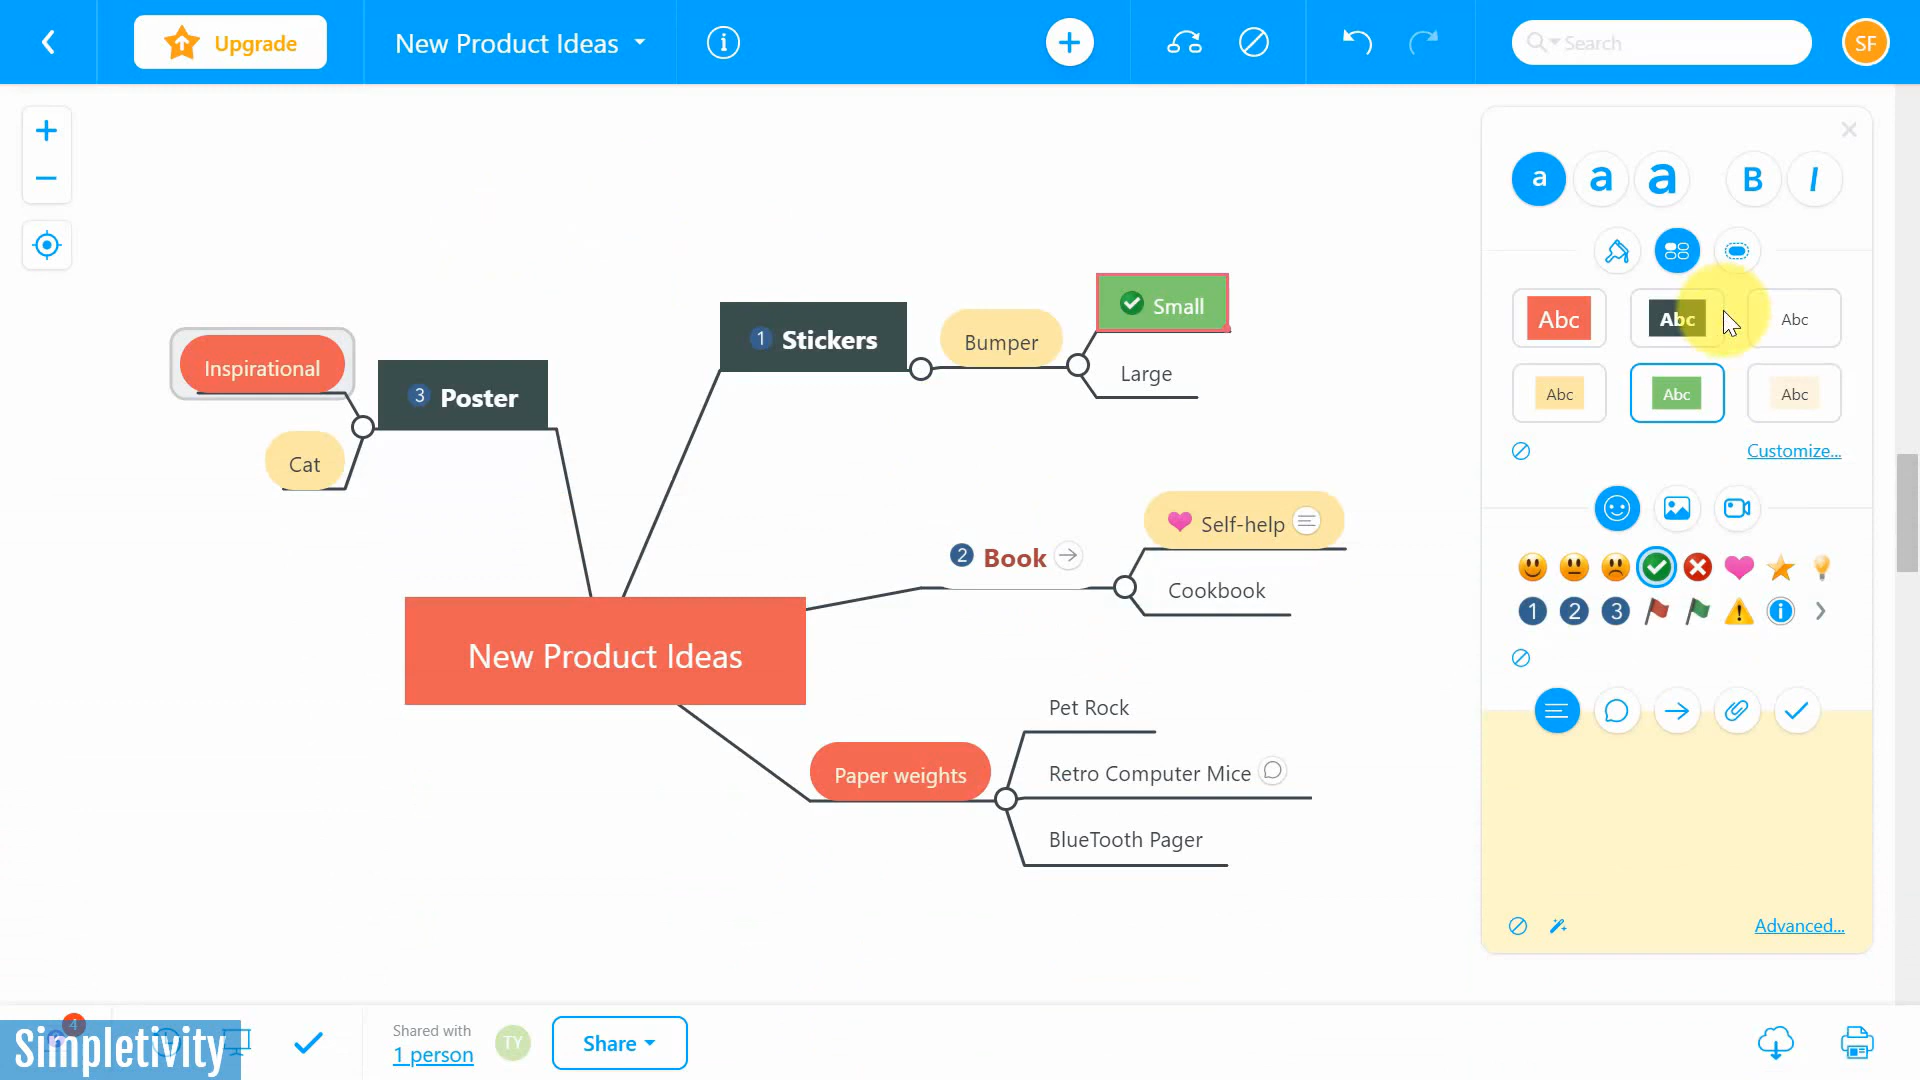 Upgrade
New Product Ideas
Search
SF
a a a B I
Abc Abc Abc
Abc Abc Abc
Customize...
1 2 3
Advanced...
Inspirational
3 Poster
Cat
1 Stickers
Bumper
Small
Large
2 Book
Self-help
Cookbook
New Product Ideas
Paper weights
Pet Rock
Retro Computer Mice
BlueTooth Pager
4
Simpletivity
Shared with
1 person
TY
Share